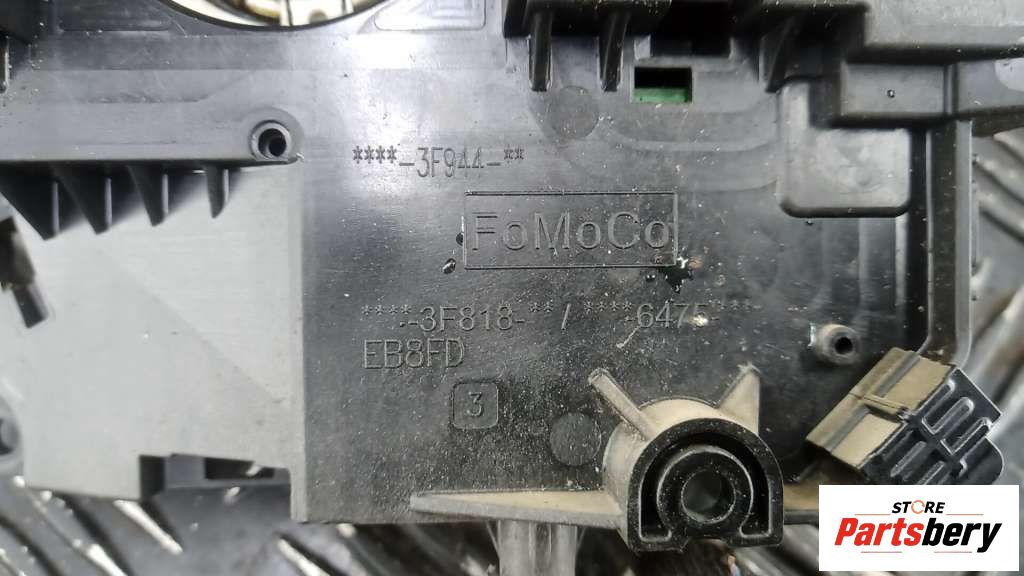 ****-3F944-**
FoMoCo
****-3F818-**/****-6475-**
EB8FD
3
STORE
Partsbery